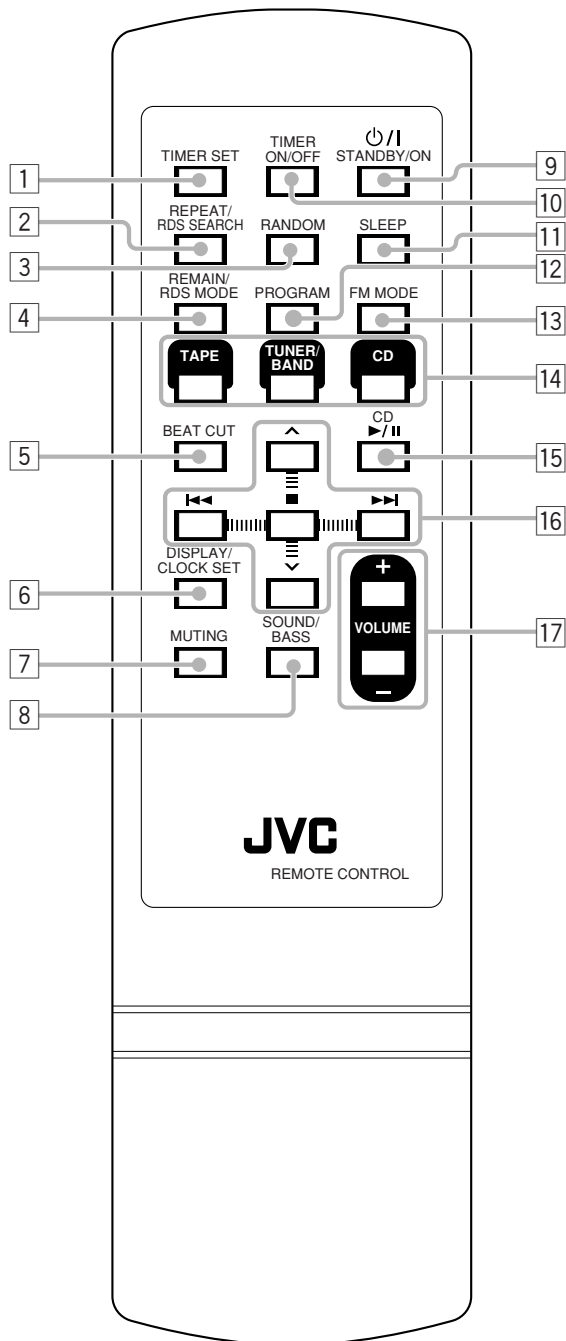 TIMER SET
TIMER
ON/OFF
⏻/I
STANDBY/ON
REPEAT/
RDS SEARCH
RANDOM
SLEEP
REMAIN/
RDS MODE
PROGRAM
FM MODE
TAPE
TUNER/
BAND
CD
BEAT CUT
CD
DISPLAY/
CLOCK SET
MUTING
SOUND/
BASS
+
VOLUME
–
JVC
REMOTE CONTROL
1
2
3
4
5
6
7
8
9
10
11
12
13
14
15
16
17